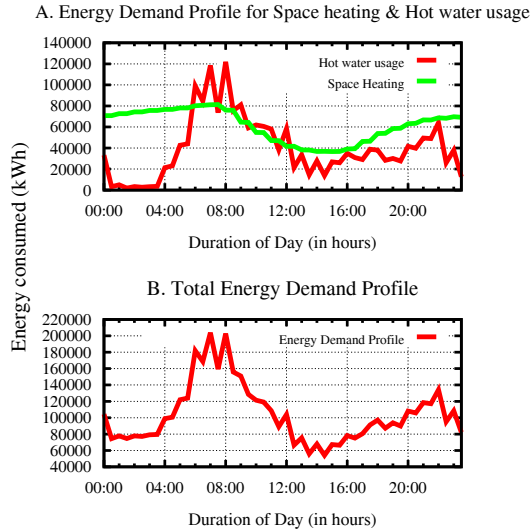 A. Energy Demand Profile for Space heating & Hot water usage
140000
120000
100000
80000
60000
40000
20000
0
Hot water usage
Space Heating
00:00 04:00 08:00 12:00 16:00 20:00
Duration of Day (in hours)
Energy consumed (kWh)
B. Total Energy Demand Profile
220000
200000
180000
160000
140000
120000
100000
80000
60000
40000
Energy Demand Profile
00:00 04:00 08:00 12:00 16:00 20:00
Duration of Day (in hours)